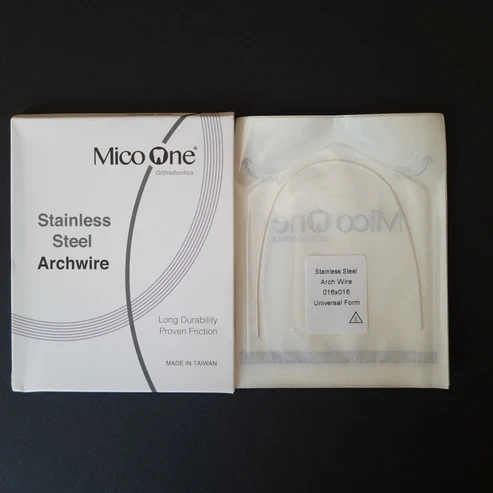 Mico One®
Orthodontics
Stainless
Steel
Archwire
Long Durability
Proven Friction
MADE IN TAIWAN
Mico One
orthodontics
Stainless Steel
Arch Wire
016x016
Universal Form